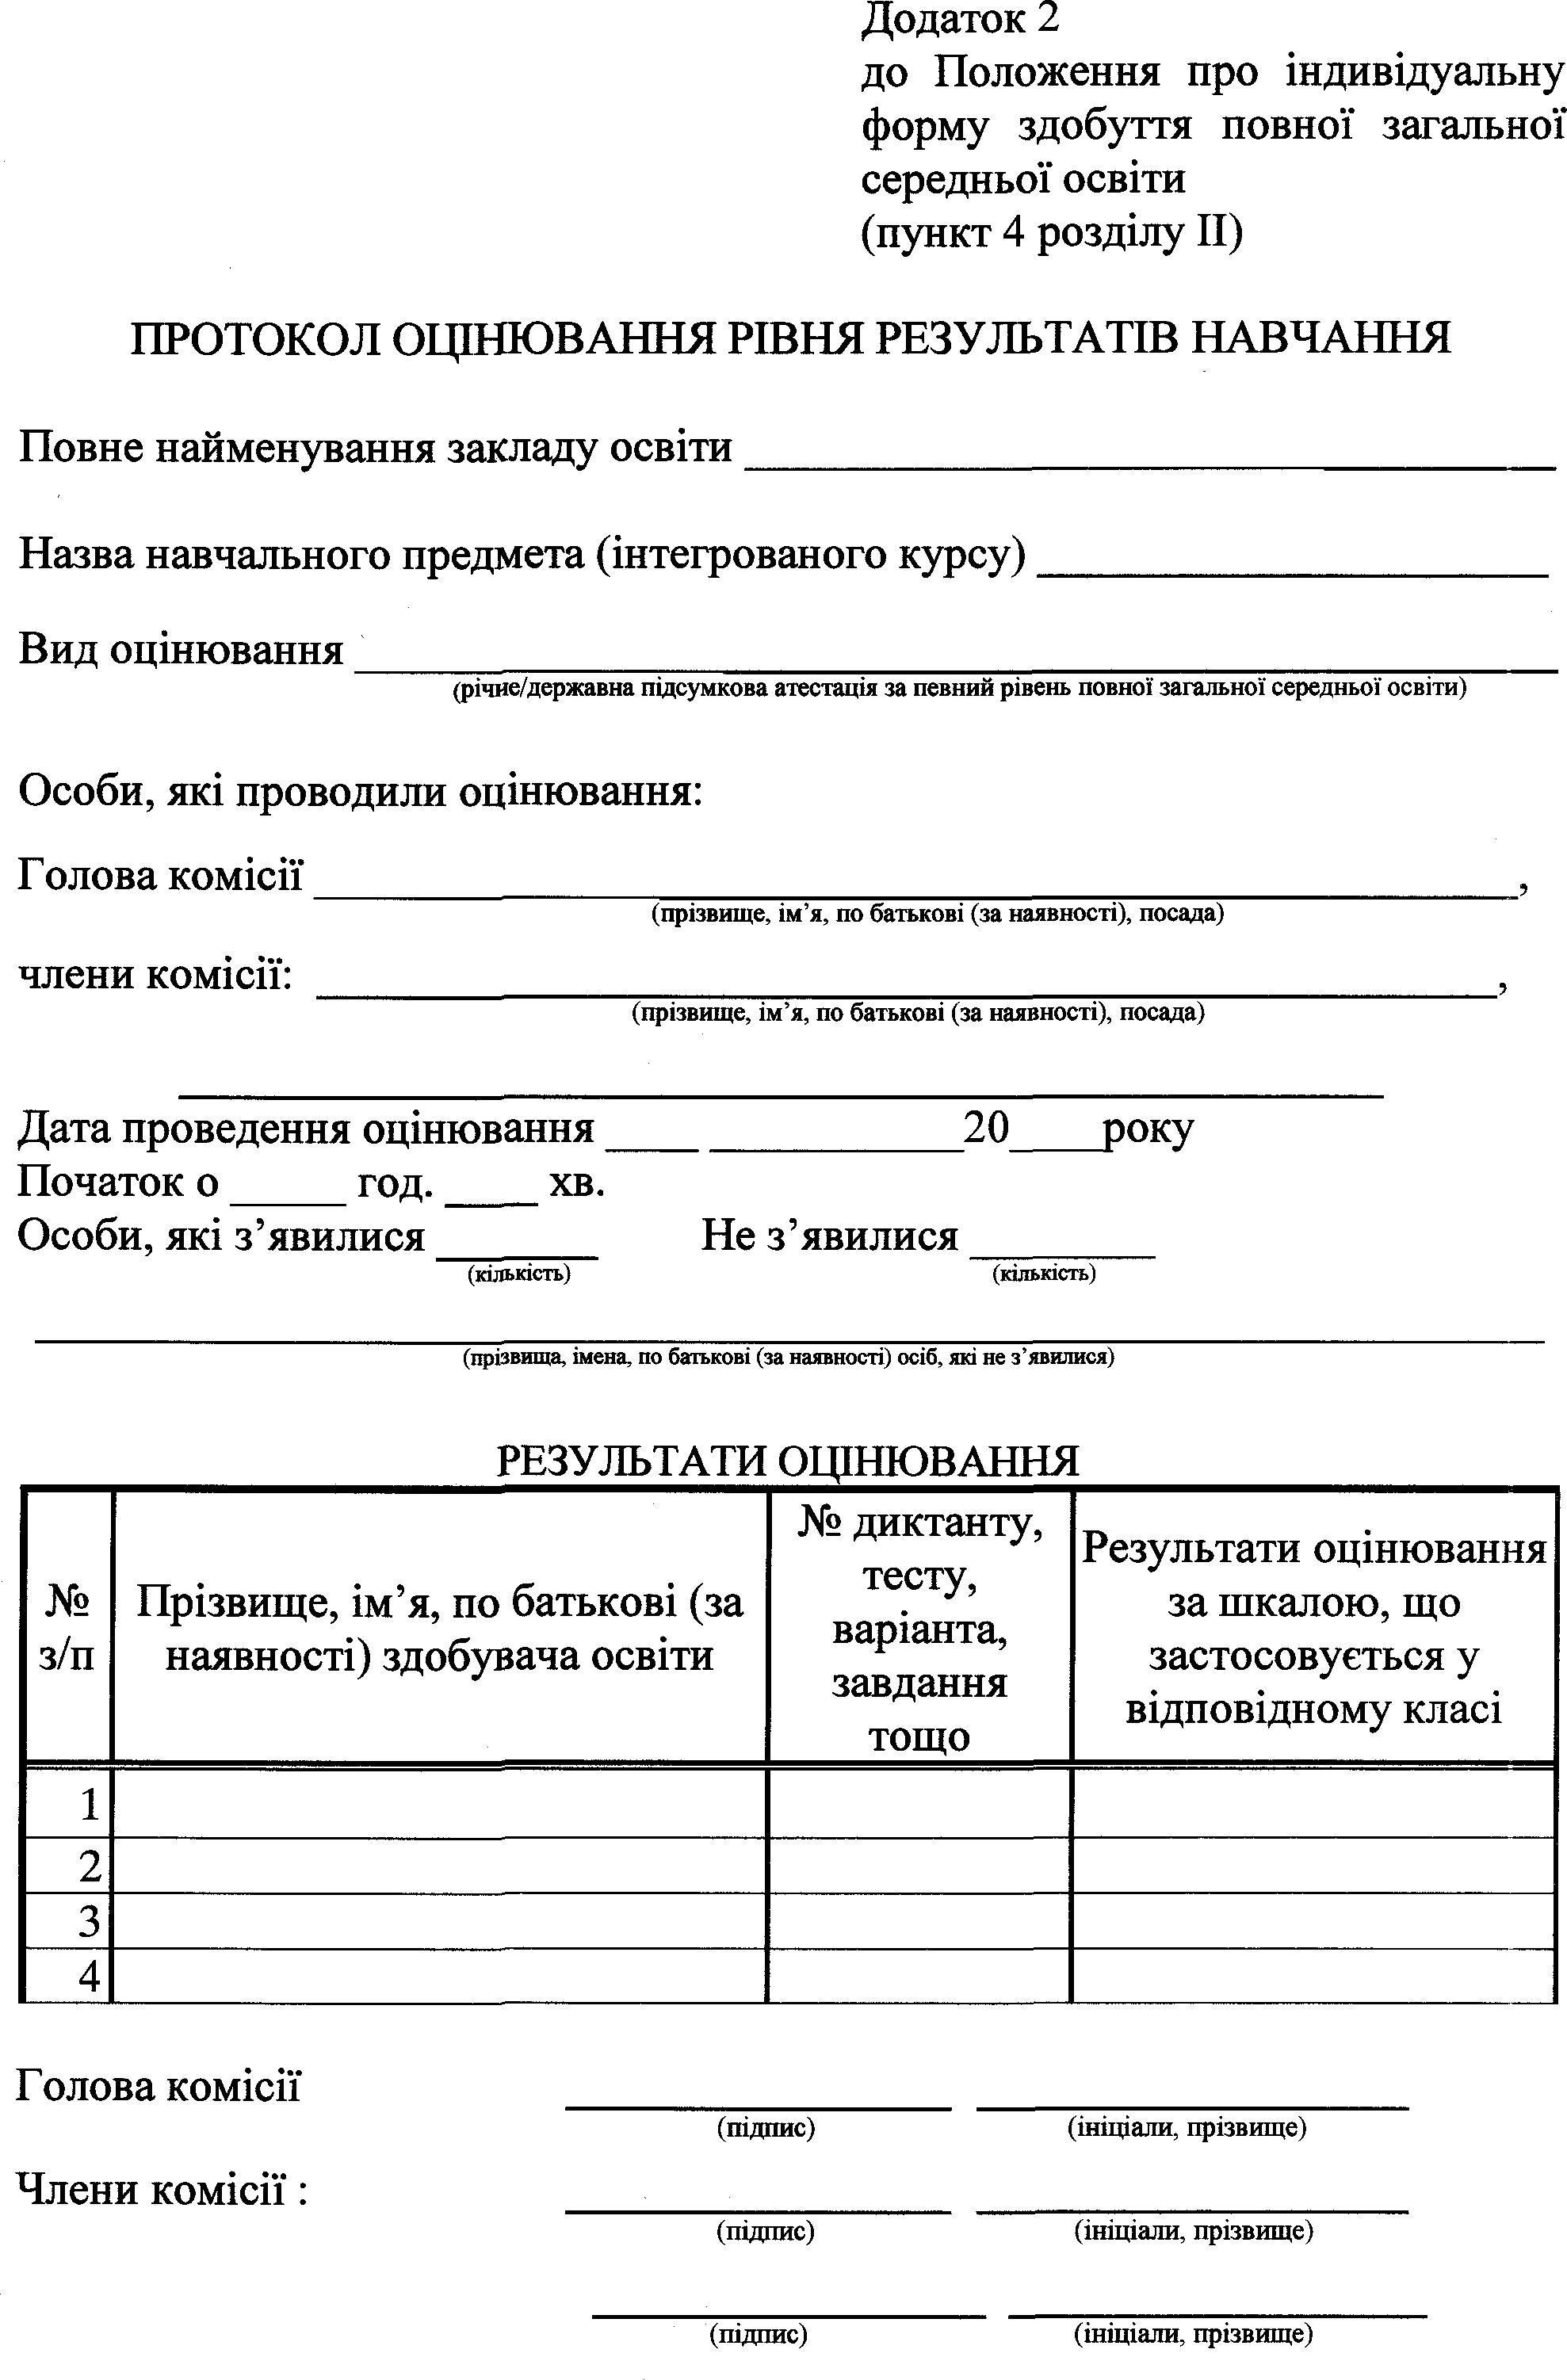 Додаток 2
до Положення про індивідуальну
форму здобуття повної загальної
середньої освіти
(пункт 4 розділу II)
ПРОТОКОЛ ОЦІНЮВАННЯ РІВНЯ РЕЗУЛЬТАТІВ НАВЧАННЯ
Повне найменування закладу освіти
Назва навчального предмета (інтегрованого курсу)
Вид оцінювання
(річне/державна підсумкова атестація за певний рівень повної загальної середньої освіти)
Особи, які проводили оцінювання:
Голова комісії ,
(прізвище, ім’я, по батькові (за наявності), посада)
члени комісії: ,
(прізвище, ім’я, по батькові (за наявності), посада)
Дата проведення оцінювання ____ ________20____року
Початок о _____ год. ____ хв.
Особи, які з’явилися _______ Не з’явилися ________
(кількість) (кількість)
(прізвища, імена, по батькові (за наявності) осіб, які не з’явилися)
РЕЗУЛЬТАТИ ОЦІНЮВАННЯ
№
з/п
Прізвище, ім’я, по батькові (за
наявності) здобувача освіти
№ диктанту,
тесту,
варіанта,
завдання
тощо
Результати оцінювання
за шкалою, що
застосовується у
відповідному класі
1
2
3
4
Голова комісії
(підпис) (ініціали, прізвище)
Члени комісії :
(підпис) (ініціали, прізвище)
(підпис) (ініціали, прізвище)